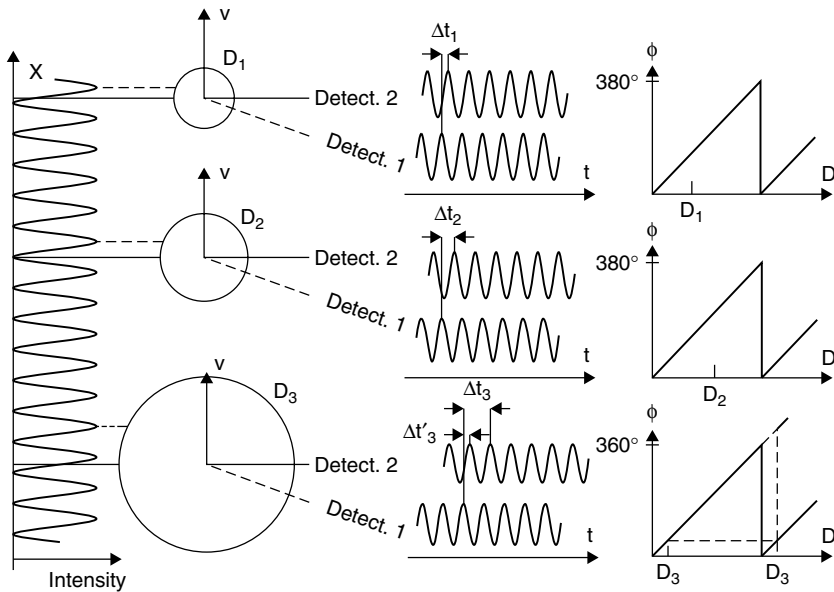 X
v
D₁
Detect. 2
Detect. 1
Δt₁
t
ϕ
380°
D₁
D
v
D₂
Detect. 2
Detect. 1
Δt₂
t
ϕ
380°
D₂
D
v
D₃
Detect. 2
Detect. 1
Δt₃
Δt'₃
t
ϕ
360°
D₃
D₃
D
Intensity